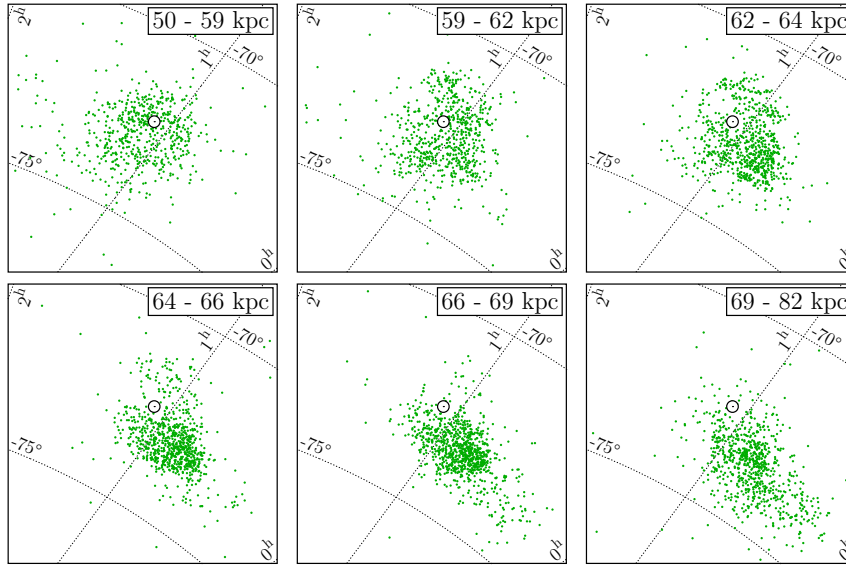 50 - 59 kpc
2ʰ
1ʰ
-70°
-75°
0ʰ
59 - 62 kpc
2ʰ
1ʰ
-70°
-75°
0ʰ
62 - 64 kpc
2ʰ
1ʰ
-70°
-75°
0ʰ
64 - 66 kpc
2ʰ
1ʰ
-70°
-75°
0ʰ
66 - 69 kpc
2ʰ
1ʰ
-70°
-75°
0ʰ
69 - 82 kpc
2ʰ
1ʰ
-70°
-75°
0ʰ